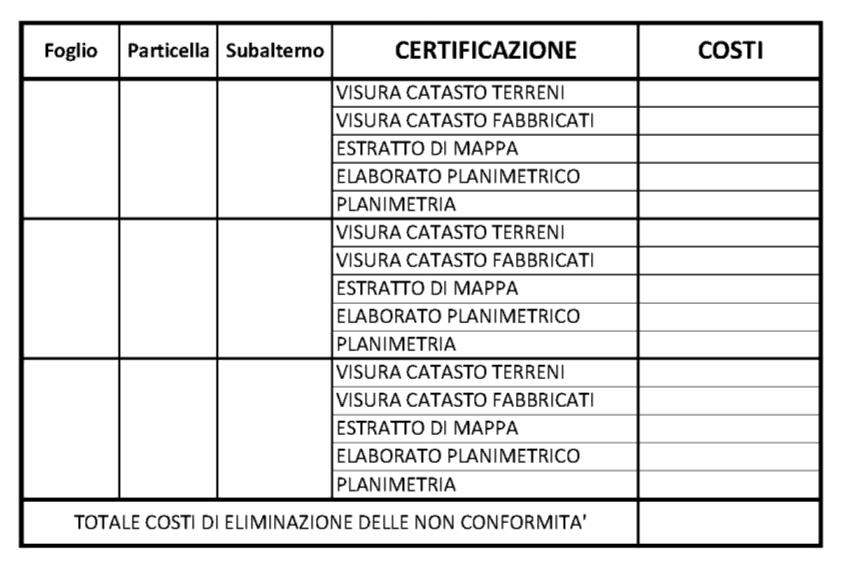 Foglio Particella Subalterno CERTIFICAZIONE COSTI
VISURA CATASTO TERRENI
VISURA CATASTO FABBRICATI
ESTRATTO DI MAPPA
ELABORATO PLANIMETRICO
PLANIMETRIA
VISURA CATASTO TERRENI
VISURA CATASTO FABBRICATI
ESTRATTO DI MAPPA
ELABORATO PLANIMETRICO
PLANIMETRIA
VISURA CATASTO TERRENI
VISURA CATASTO FABBRICATI
ESTRATTO DI MAPPA
ELABORATO PLANIMETRICO
PLANIMETRIA
TOTALE COSTI DI ELIMINAZIONE DELLE NON CONFORMITA'